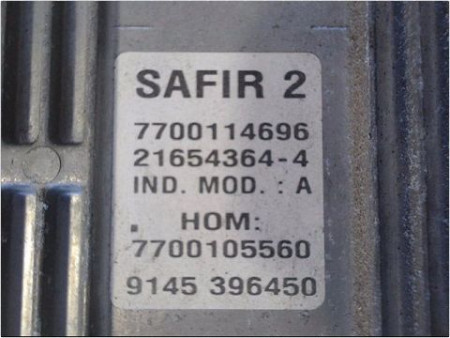 SAFIR 2
7700114696
21654364-4
IND. MOD. : A
. HOM:
7700105560
9145 396450